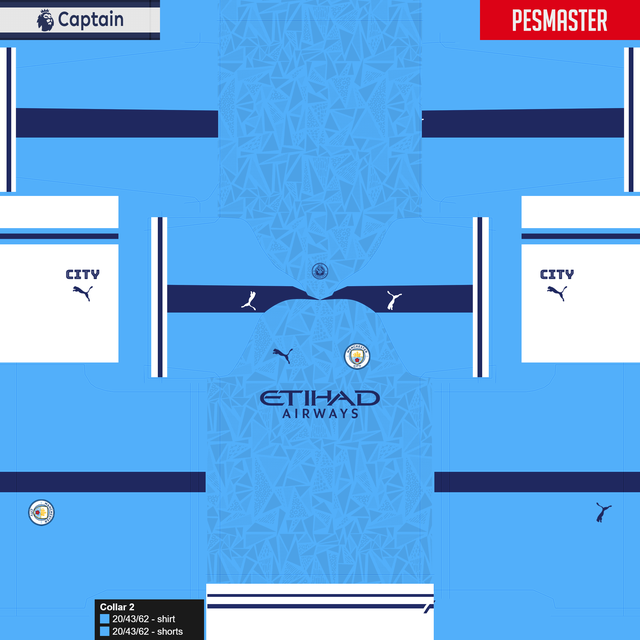 Captain
PESMASTER
CITY
CITY
ETIHAD
AIRWAYS
Collar 2
20/43/62 - shirt
20/43/62 - shorts